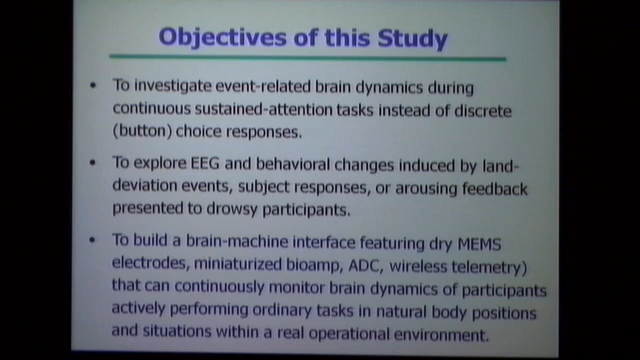 Objectives of this Study
• To investigate event-related brain dynamics during
continuous sustained-attention tasks instead of discrete
(button) choice responses.
• To explore EEG and behavioral changes induced by land-
deviation events, subject responses, or arousing feedback
presented to drowsy participants.
• To build a brain-machine interface featuring dry MEMS
electrodes, miniaturized bioamp, ADC, wireless telemetry)
that can continuously monitor brain dynamics of participants
actively performing ordinary tasks in natural body positions
and situations within a real operational environment.